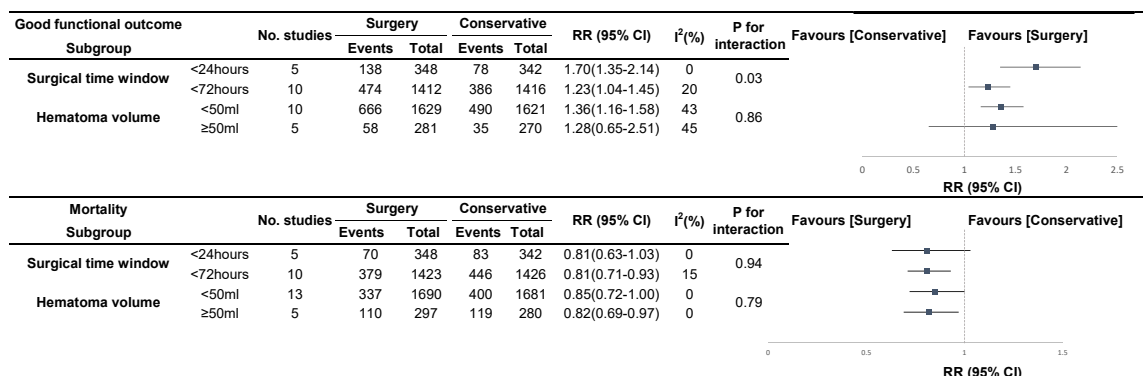 Good functional outcome No. studies Surgery Conservative RR (95% CI) I²(%) P for interaction Favours [Conservative] Favours [Surgery]
Subgroup Events Total Events Total
Surgical time window <24hours 5 138 348 78 342 1.70(1.35-2.14) 0 0.03
<72hours 10 474 1412 386 1416 1.23(1.04-1.45) 20
Hematoma volume <50ml 10 666 1629 490 1621 1.36(1.16-1.58) 43 0.86
≥50ml 5 58 281 35 270 1.28(0.65-2.51) 45
0 0.5 1 1.5 2 2.5
RR (95% CI)
Mortality No. studies Surgery Conservative RR (95% CI) I²(%) P for interaction Favours [Surgery] Favours [Conservative]
Subgroup Events Total Events Total
Surgical time window <24hours 5 70 348 83 342 0.81(0.63-1.03) 0 0.94
<72hours 10 379 1423 446 1426 0.81(0.71-0.93) 15
Hematoma volume <50ml 13 337 1690 400 1681 0.85(0.72-1.00) 0 0.79
≥50ml 5 110 297 119 280 0.82(0.69-0.97) 0
0 0.5 1 1.5
RR (95% CI)